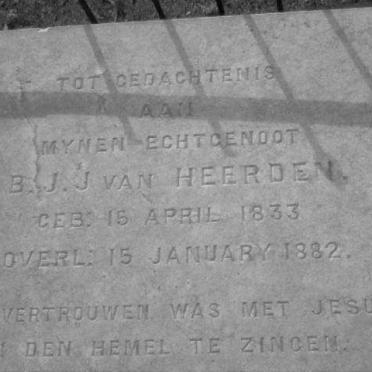 TOT GEDACHTENIS
AAN
MYNEN ECHTGENOOT
B. J. J VAN HEERDEN.
GEB: 15 APRIL 1833
OVERL: 15 JANUARY 1882.
VERTROUWEN WAS MET JESU
DEN HEMEL TE ZINGEN.